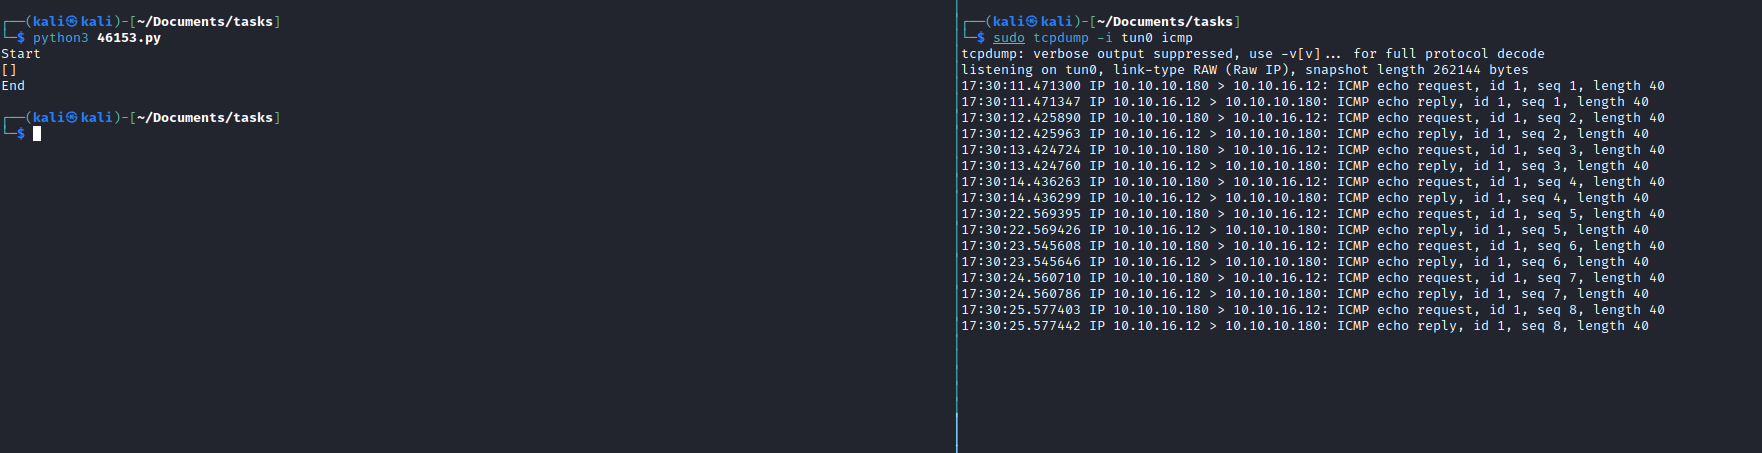 ┌──(kali㉿kali)-[~/Documents/tasks]
└─$ python3 46153.py
Start
[]
End
┌──(kali㉿kali)-[~/Documents/tasks]
└─$
┌──(kali㉿kali)-[~/Documents/tasks]
└─$ sudo tcpdump -i tun0 icmp
tcpdump: verbose output suppressed, use -v[v]... for full protocol decode
listening on tun0, link-type RAW (Raw IP), snapshot length 262144 bytes
17:30:11.471300 IP 10.10.10.180 > 10.10.16.12: ICMP echo request, id 1, seq 1, length 40
17:30:11.471347 IP 10.10.16.12 > 10.10.10.180: ICMP echo reply, id 1, seq 1, length 40
17:30:12.425890 IP 10.10.10.180 > 10.10.16.12: ICMP echo request, id 1, seq 2, length 40
17:30:12.425963 IP 10.10.16.12 > 10.10.10.180: ICMP echo reply, id 1, seq 2, length 40
17:30:13.424724 IP 10.10.10.180 > 10.10.16.12: ICMP echo request, id 1, seq 3, length 40
17:30:13.424760 IP 10.10.16.12 > 10.10.10.180: ICMP echo reply, id 1, seq 3, length 40
17:30:14.436263 IP 10.10.10.180 > 10.10.16.12: ICMP echo request, id 1, seq 4, length 40
17:30:14.436299 IP 10.10.16.12 > 10.10.10.180: ICMP echo reply, id 1, seq 4, length 40
17:30:22.569395 IP 10.10.10.180 > 10.10.16.12: ICMP echo request, id 1, seq 5, length 40
17:30:22.569426 IP 10.10.16.12 > 10.10.10.180: ICMP echo reply, id 1, seq 5, length 40
17:30:23.545608 IP 10.10.10.180 > 10.10.16.12: ICMP echo request, id 1, seq 6, length 40
17:30:23.545646 IP 10.10.16.12 > 10.10.10.180: ICMP echo reply, id 1, seq 6, length 40
17:30:24.560710 IP 10.10.10.180 > 10.10.16.12: ICMP echo request, id 1, seq 7, length 40
17:30:24.560786 IP 10.10.16.12 > 10.10.10.180: ICMP echo reply, id 1, seq 7, length 40
17:30:25.577403 IP 10.10.10.180 > 10.10.16.12: ICMP echo request, id 1, seq 8, length 40
17:30:25.577442 IP 10.10.16.12 > 10.10.10.180: ICMP echo reply, id 1, seq 8, length 40